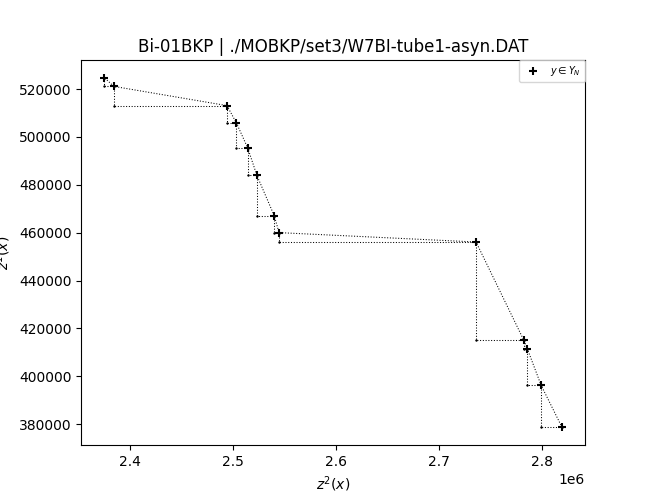 Bi-01BKP | ./MOBKP/set3/W7BI-tube1-asyn.DAT
y ∈ Y_N
520000
500000
480000
460000
440000
420000
400000
380000
2.4 2.5 2.6 2.7 2.8
1e6
z²(x)